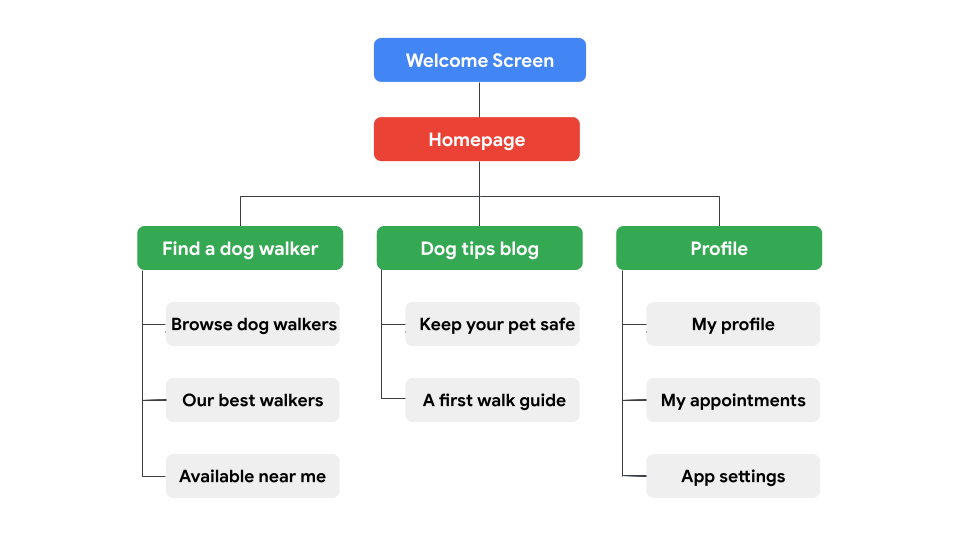 Welcome Screen
Homepage
Find a dog walker
Dog tips blog
Profile
Browse dog walkers
Keep your pet safe
My profile
Our best walkers
A first walk guide
My appointments
Available near me
App settings